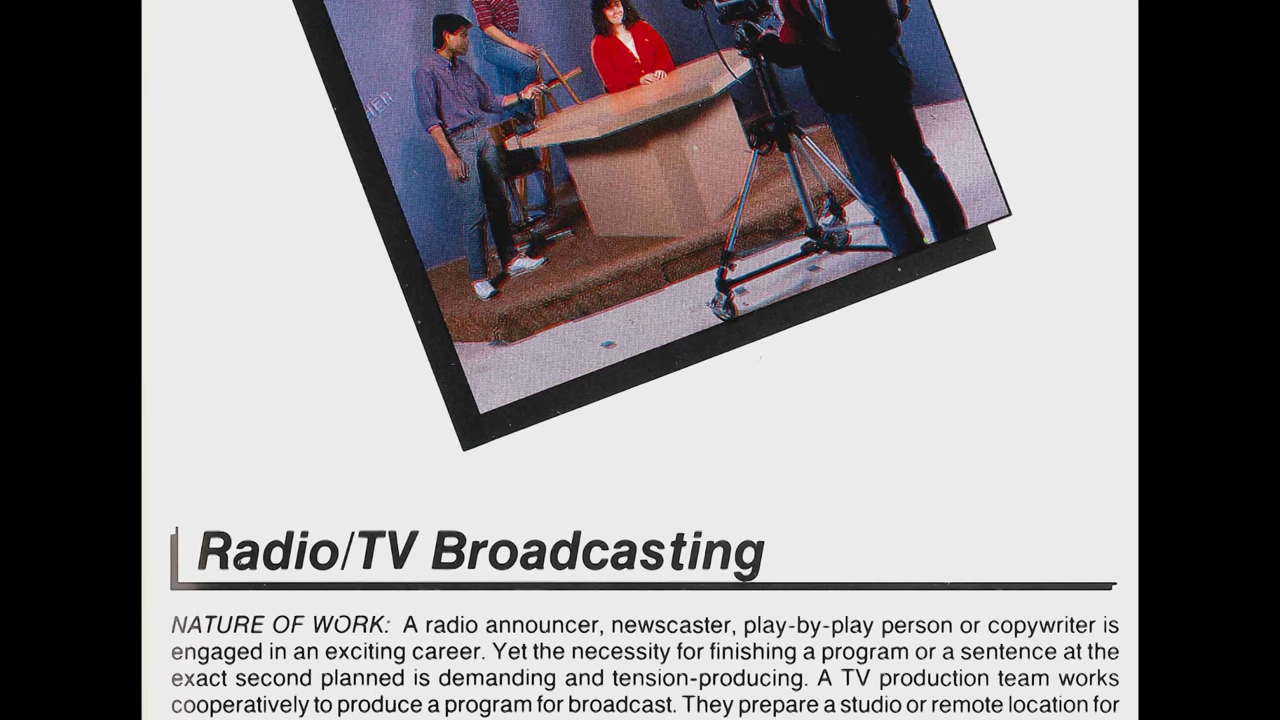 Radio/TV Broadcasting
NATURE OF WORK: A radio announcer, newscaster, play-by-play person or copywriter is
engaged in an exciting career. Yet the necessity for finishing a program or a sentence at the
exact second planned is demanding and tension-producing. A TV production team works
cooperatively to produce a program for broadcast. They prepare a studio or remote location for